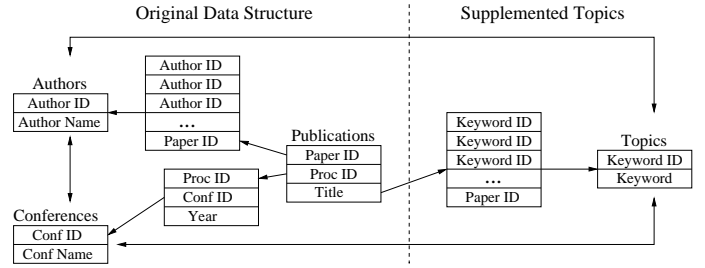 Original Data Structure
Supplemented Topics
Authors
Author ID
Author Name
Author ID
Author ID
Author ID
...
Paper ID
Publications
Paper ID
Proc ID
Title
Proc ID
Conf ID
Year
Conferences
Conf ID
Conf Name
Keyword ID
Keyword ID
Keyword ID
...
Paper ID
Topics
Keyword ID
Keyword